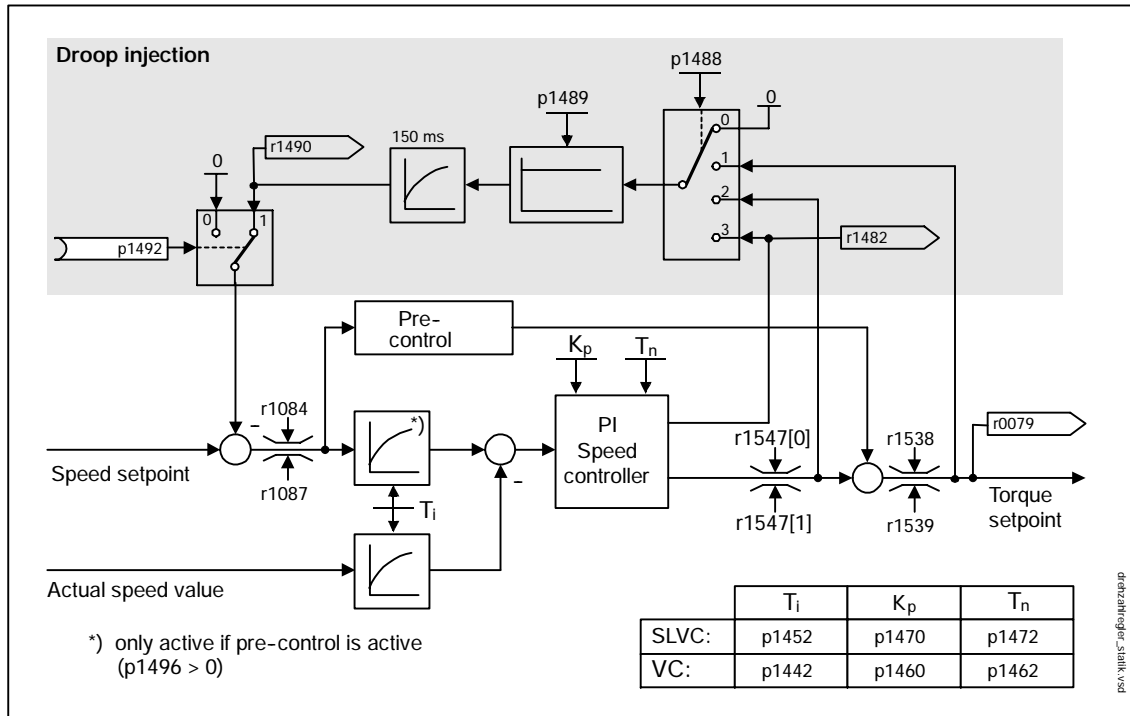 Droop injection
p1488
p1489
0
0
1
2
3
150 ms
r1490
0
0 1
p1492
r1482
Pre-
control
Kp Tn
r1084
*)
PI
Speed
controller
r1547[0]
r1538
r0079
–
Speed setpoint
r1087
–
Ti
r1547[1]
r1539
Torque
setpoint
Actual speed value
*) only active if pre-control is active
(p1496 > 0)
Ti Kp Tn
SLVC: p1452 p1470 p1472
VC: p1442 p1460 p1462
drehzahlregler_statik.vsd